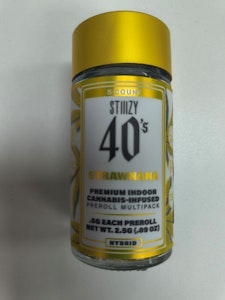 5 COUNT
STIIIZY
40's
STRAWNANA
PREMIUM INDOOR
CANNABIS-INFUSED
PREROLL MULTIPACK
.5G EACH PREROLL
NET WT. 2.5G (.09 OZ)
HYBRID